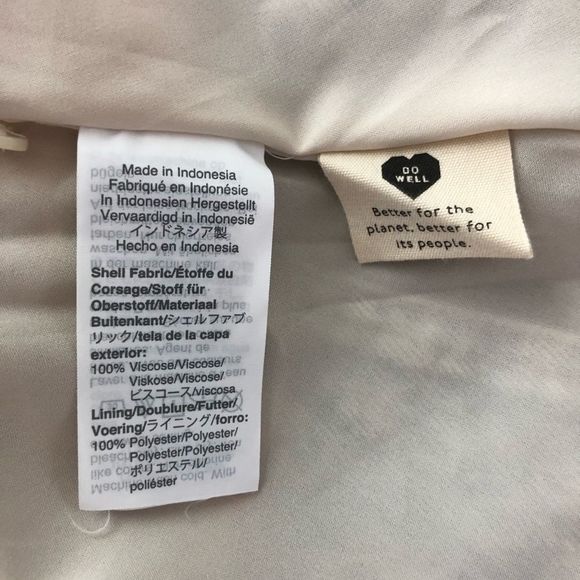 Made in Indonesia
Fabriqué en Indonésie
In Indonesien Hergestellt
Vervaardigd in Indonesië
インドネシア製
Hecho en Indonesia
Shell Fabric/Étoffe du
Corsage/Stoff für
Oberstoff/Materiaal
Buitenkant/シェルファブ
リック/tela de la capa
exterior:
100% Viscose/Viscose/
Viskose/Viscose/
ビスコース/viscosa
Lining/Doublure/Futter/
Voering/ライニング/forro:
100% Polyester/Polyester/
Polyester/Polyester/
ポリエステル/
poliéster
DO
WELL
Better for the
planet, better for
its people.